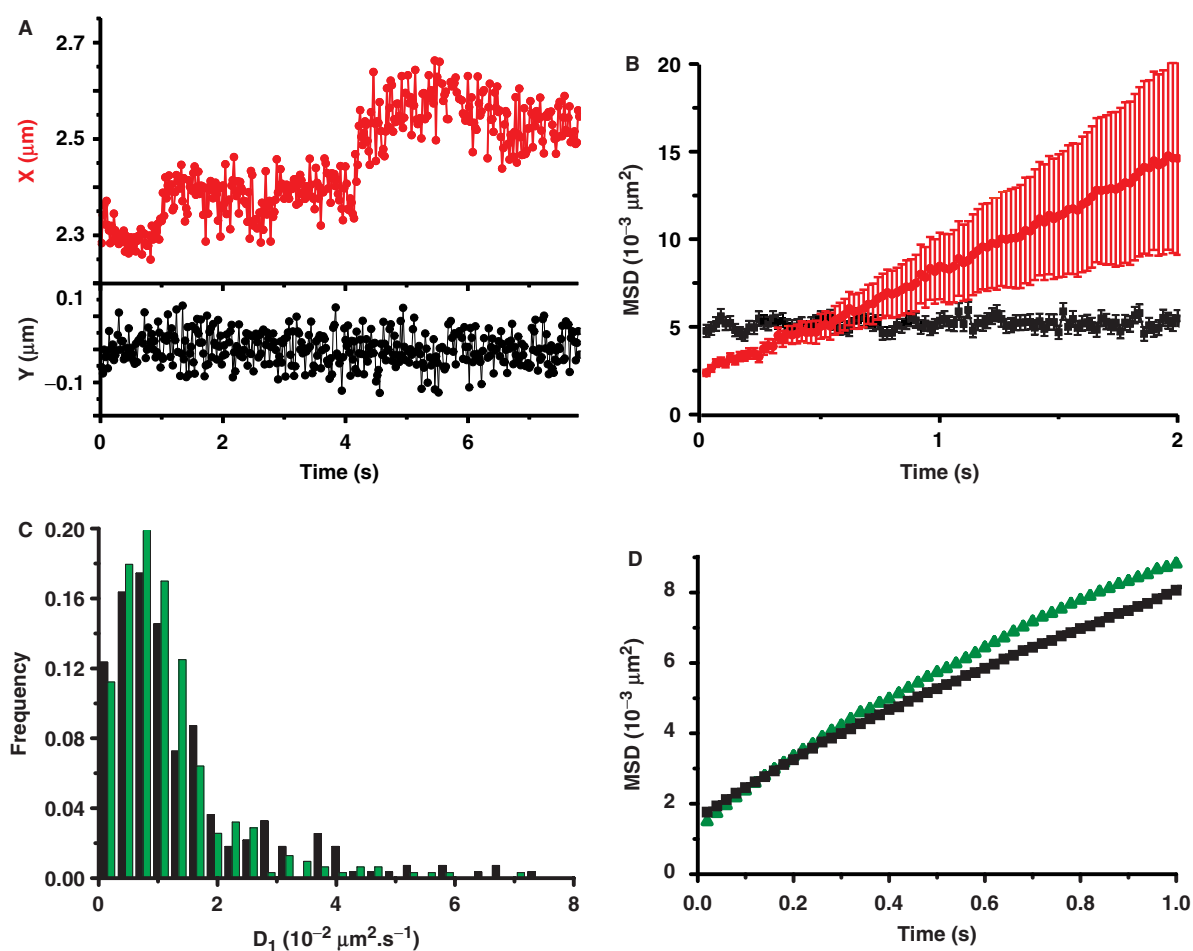 A
X (μm)
2.7
2.5
2.3
Y (μm)
0.1
−0.1
0 2 4 6
Time (s)
B
MSD (10⁻³ μm²)
20
15
10
5
0
0 1 2
Time (s)
C
Frequency
0.20
0.16
0.12
0.08
0.04
0.00
0 2 4 6 8
D₁ (10⁻² μm².s⁻¹)
D
MSD (10⁻³ μm²)
8
6
4
2
0
0.0 0.2 0.4 0.6 0.8 1.0
Time (s)